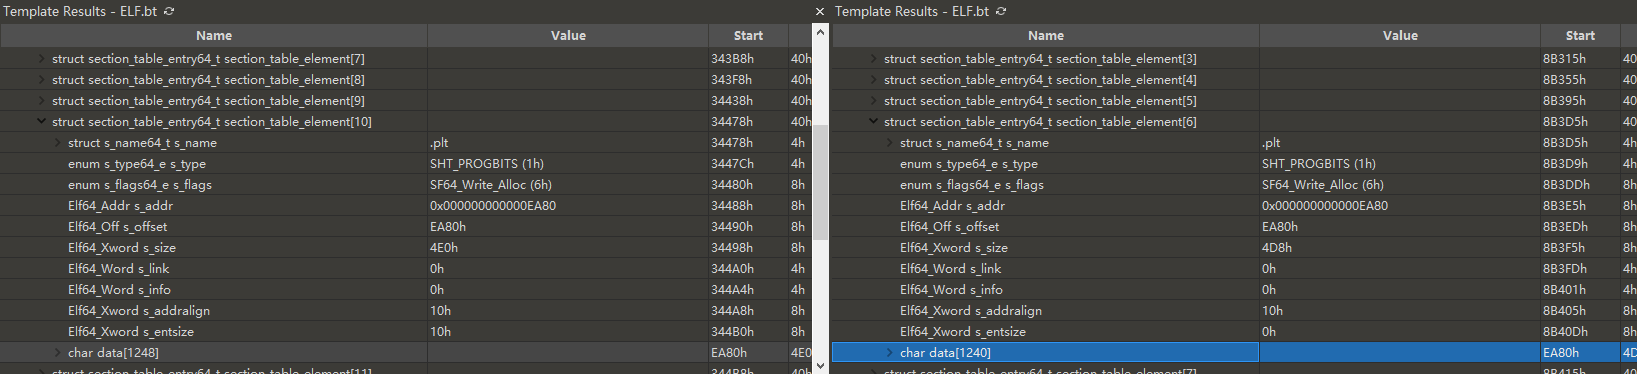 Template Results - ELF.bt
Name Value Start
struct section_table_entry64_t section_table_element[7] 343B8h 40h
struct section_table_entry64_t section_table_element[8] 343F8h 40h
struct section_table_entry64_t section_table_element[9] 34438h 40h
struct section_table_entry64_t section_table_element[10] 34478h 40h
struct s_name64_t s_name .plt 34478h 4h
enum s_type64_e s_type SHT_PROGBITS (1h) 3447Ch 4h
enum s_flags64_e s_flags SF64_Write_Alloc (6h) 34480h 8h
Elf64_Addr s_addr 0x000000000000EA80 34488h 8h
Elf64_Off s_offset EA80h 34490h 8h
Elf64_Xword s_size 4E0h 34498h 8h
Elf64_Word s_link 0h 344A0h 4h
Elf64_Word s_info 0h 344A4h 4h
Elf64_Xword s_addralign 10h 344A8h 8h
Elf64_Xword s_entsize 10h 344B0h 8h
char data[1248] EA80h 4E0
struct section_table_entry64_t section_table_element[11] 344B8h 40h
Template Results - ELF.bt
Name Value Start
struct section_table_entry64_t section_table_element[3] 8B315h 40
struct section_table_entry64_t section_table_element[4] 8B355h 40
struct section_table_entry64_t section_table_element[5] 8B395h 40
struct section_table_entry64_t section_table_element[6] 8B3D5h 40
struct s_name64_t s_name .plt 8B3D5h 4h
enum s_type64_e s_type SHT_PROGBITS (1h) 8B3D9h 4h
enum s_flags64_e s_flags SF64_Write_Alloc (6h) 8B3DDh 8h
Elf64_Addr s_addr 0x000000000000EA80 8B3E5h 8h
Elf64_Off s_offset EA80h 8B3EDh 8h
Elf64_Xword s_size 4D8h 8B3F5h 8h
Elf64_Word s_link 0h 8B3FDh 4h
Elf64_Word s_info 0h 8B401h 4h
Elf64_Xword s_addralign 10h 8B405h 8h
Elf64_Xword s_entsize 0h 8B40Dh 8h
char data[1240] EA80h 4D
struct section_table_entry64_t section_table_element[7] 8B415h 40